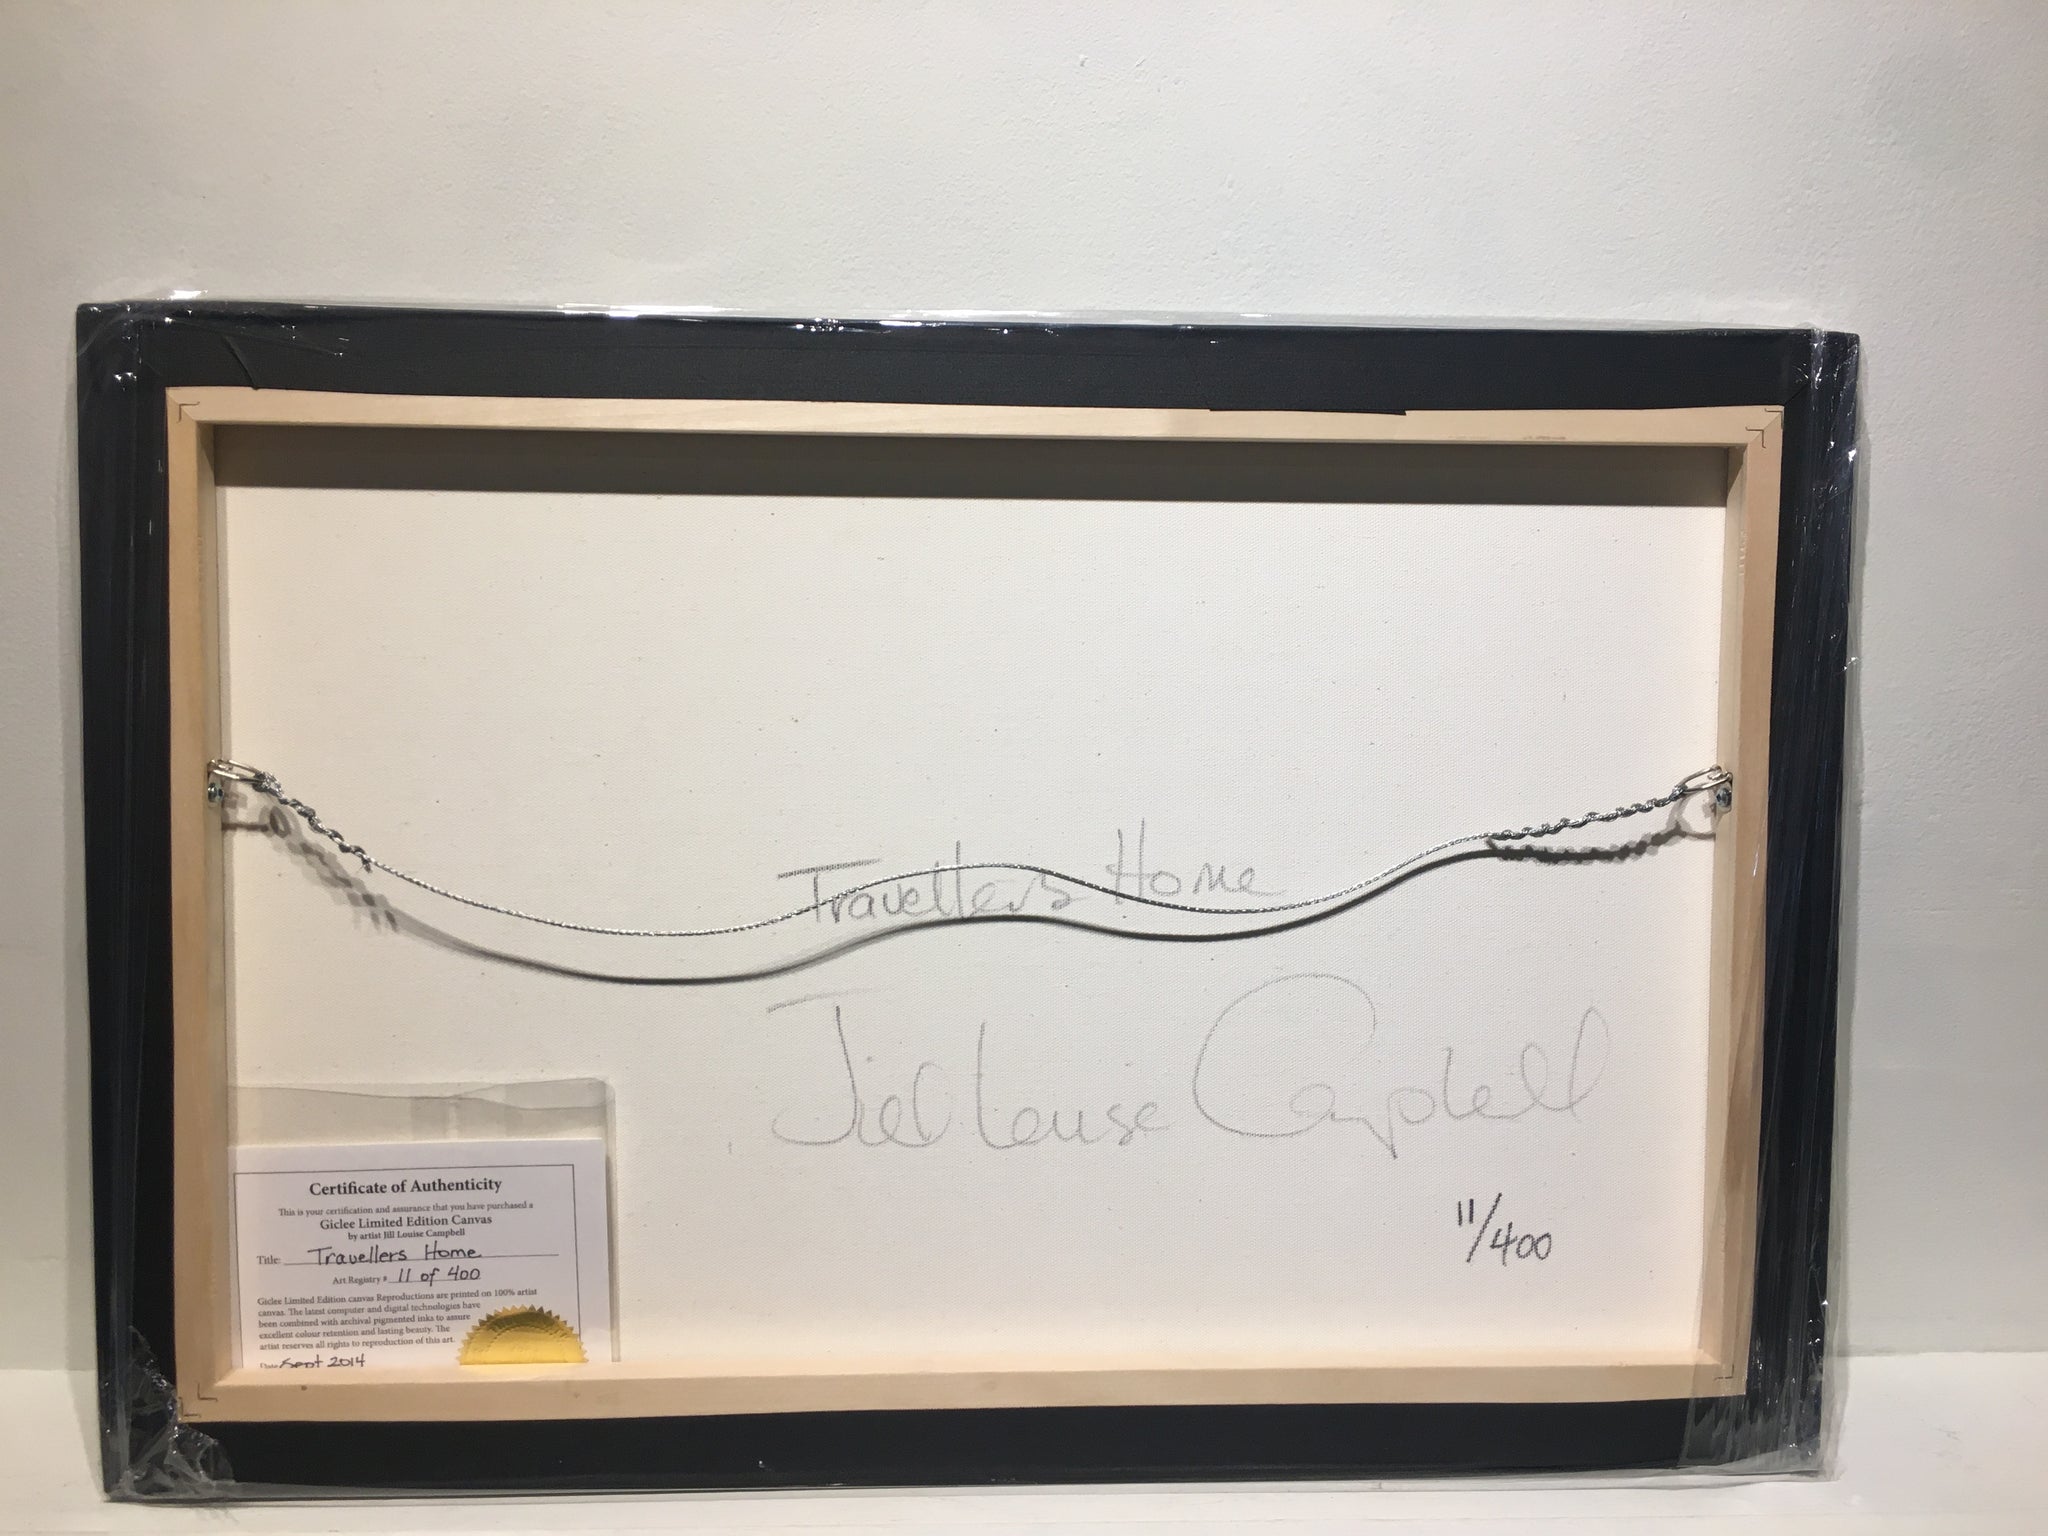 Travellers Home
Jill Louise Campbell
11/400
Certificate of Authenticity
This is your certification and assurance that you have purchased a
Giclee Limited Edition Canvas
by artist Jill Louise Campbell
Title: Travellers Home
Art Registry # 11 of 400
Giclee Limited Edition canvas Reproductions are printed on 100% artist
canvas. The latest computer and digital technologies have
been combined with archival pigmented inks to assure
excellent colour retention and lasting beauty. The
artist reserves all rights to reproduction of this art.
Date Sept 2014